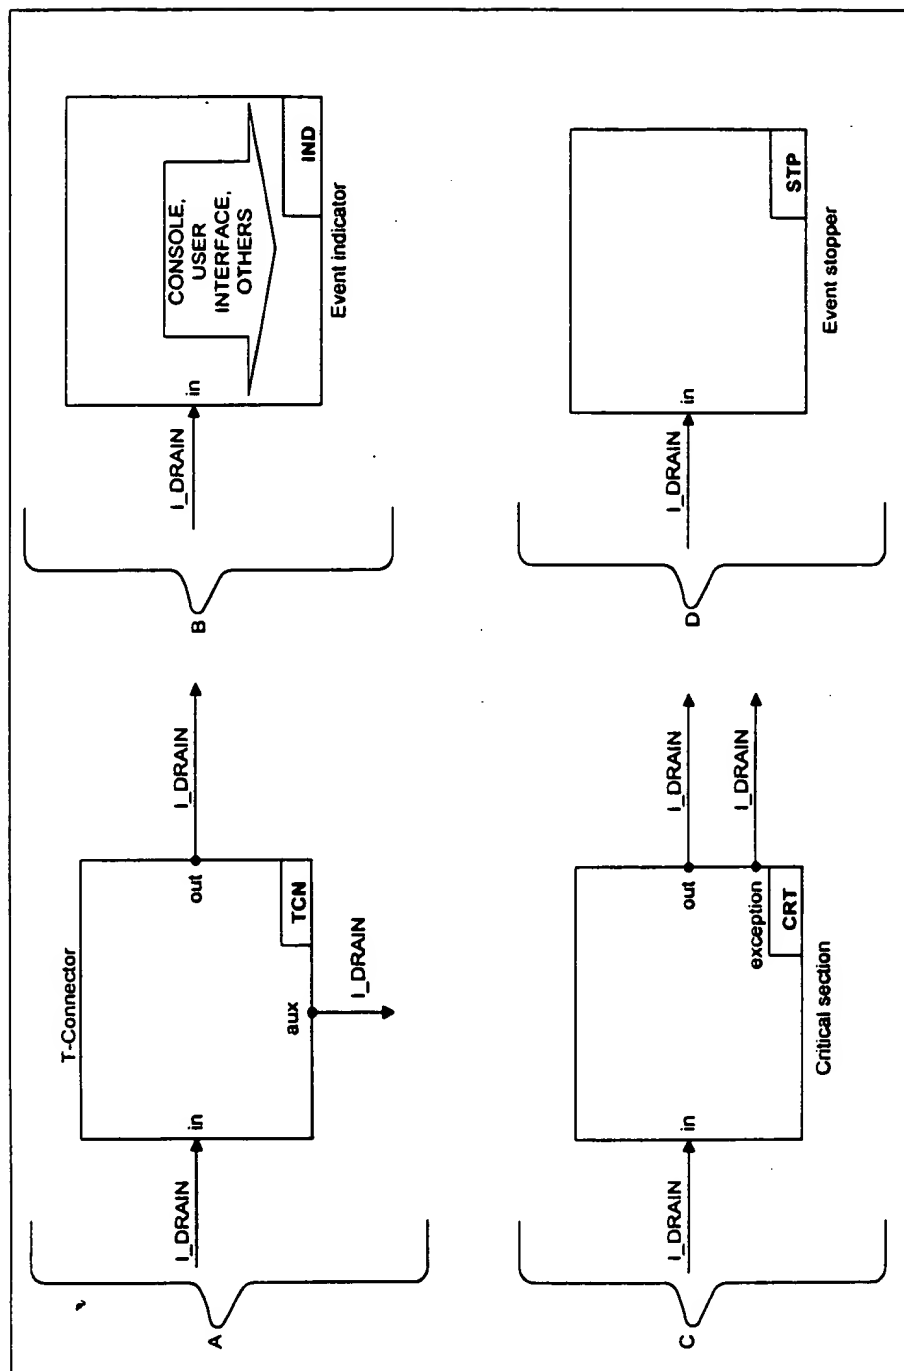 A
I_DRAIN
T-Connector
in
out
I_DRAIN
aux
TCN
I_DRAIN
B
I_DRAIN
in
CONSOLE,
USER
INTERFACE,
OTHERS
IND
Event indicator
C
I_DRAIN
in
out
I_DRAIN
exception
I_DRAIN
CRT
Critical section
D
I_DRAIN
in
STP
Event stopper